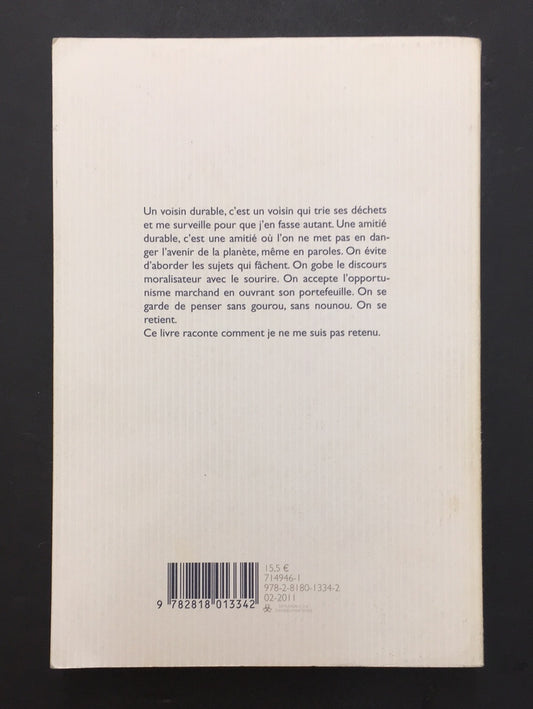 Un voisin durable, c'est un voisin qui trie ses déchets
et me surveille pour que j'en fasse autant. Une amitié
durable, c'est une amitié où l'on ne met pas en dan-
ger l'avenir de la planète, même en paroles. On évite
d'aborder les sujets qui fâchent. On gobe le discours
moralisateur avec le sourire. On accepte l'opportu-
nisme marchand en ouvrant son portefeuille. On se
garde de penser sans gourou, sans nounou. On se
retient.
Ce livre raconte comment je ne me suis pas retenu.
15,5 €
714946-1
978-2-8180-1334-2
02-2011
9 782818 013342